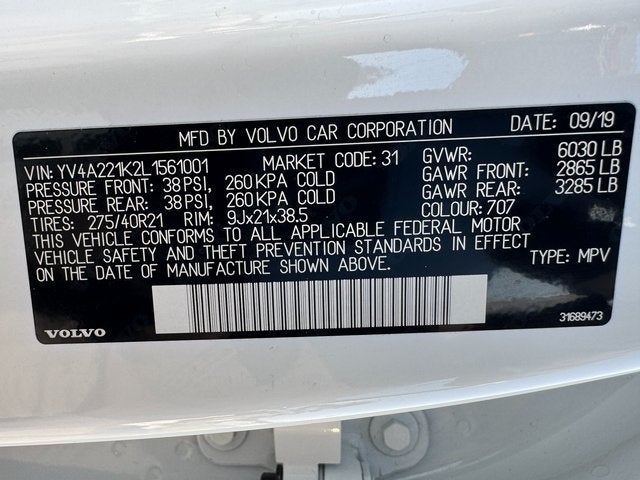 MFD BY VOLVO CAR CORPORATION DATE: 09/19
VIN: YV4A221K2L1561001 MARKET CODE: 31 GVWR: 6030 LB
PRESSURE FRONT: 38 PSI, 260 KPA COLD GAWR FRONT: 2865 LB
PRESSURE REAR: 38 PSI, 260 KPA COLD GAWR REAR: 3285 LB
TIRES: 275/40R21 RIM: 9Jx21x38.5 COLOUR: 707
THIS VEHICLE CONFORMS TO ALL APPLICABLE FEDERAL MOTOR
VEHICLE SAFETY AND THEFT PREVENTION STANDARDS IN EFFECT
ON THE DATE OF MANUFACTURE SHOWN ABOVE. TYPE: MPV
VOLVO 31689473